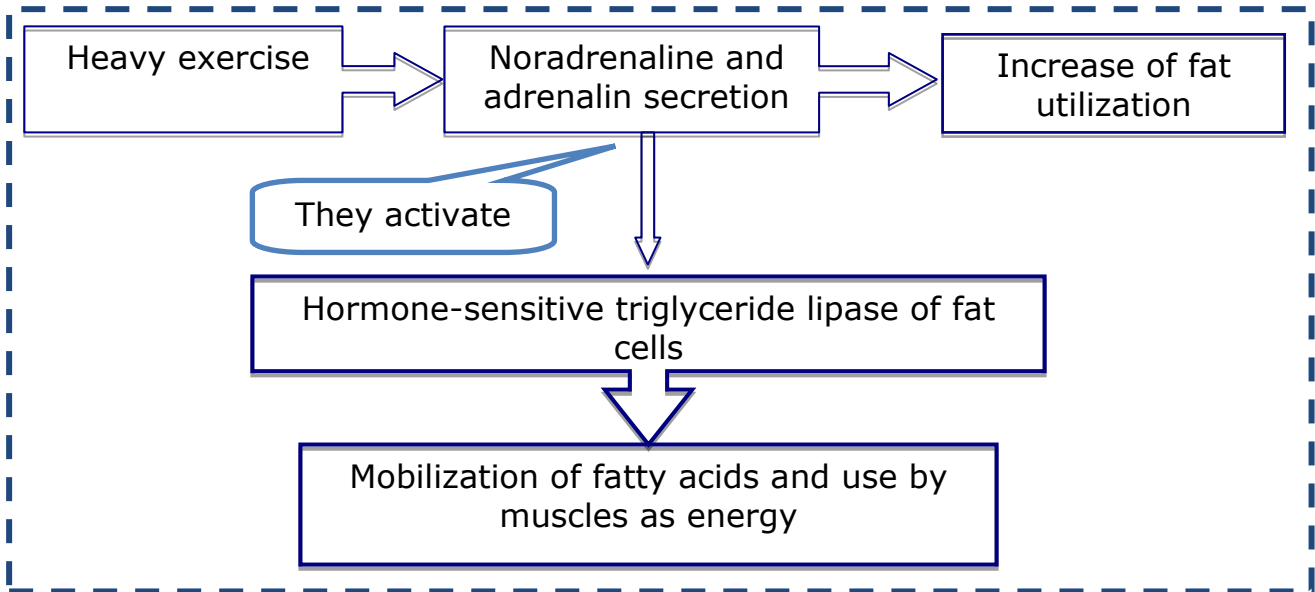 Heavy exercise
Noradrenaline and
adrenalin secretion
Increase of fat
utilization
They activate
Hormone-sensitive triglyceride lipase of fat
cells
Mobilization of fatty acids and use by
muscles as energy